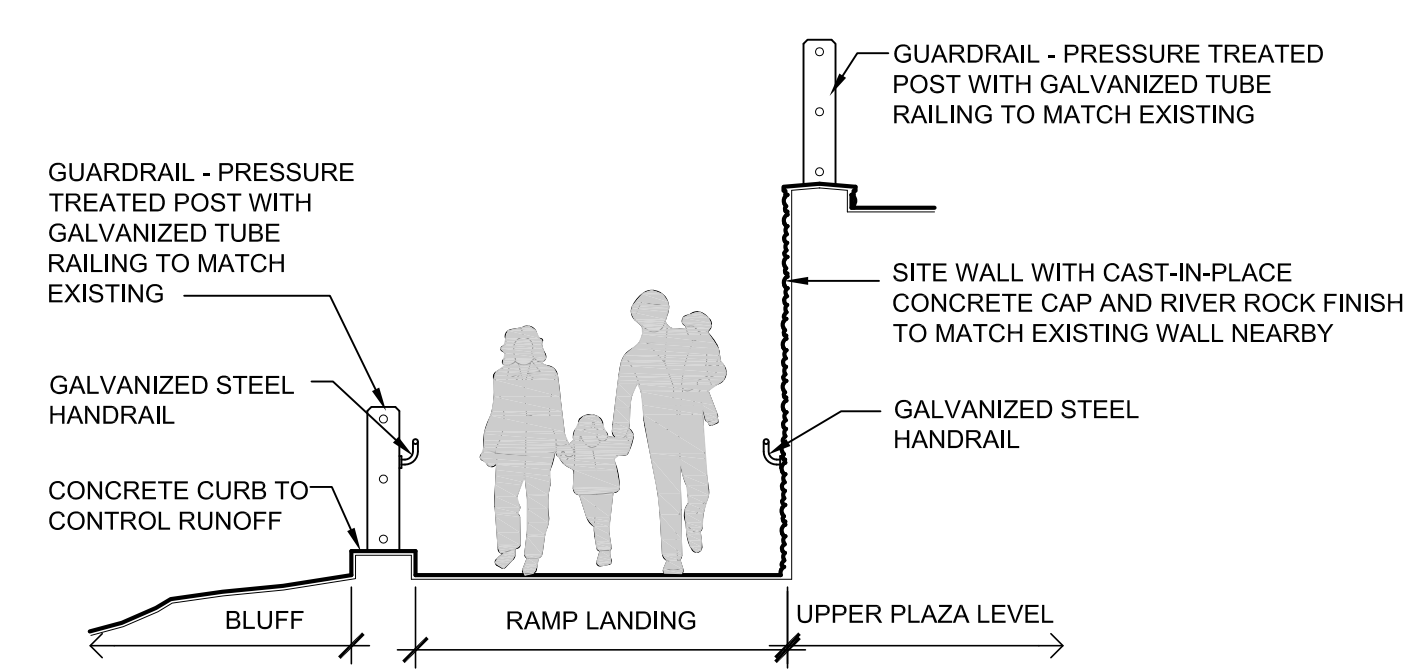 GUARDRAIL - PRESSURE TREATED
POST WITH GALVANIZED TUBE
RAILING TO MATCH EXISTING
GUARDRAIL - PRESSURE
TREATED POST WITH
GALVANIZED TUBE
RAILING TO MATCH
EXISTING
SITE WALL WITH CAST-IN-PLACE
CONCRETE CAP AND RIVER ROCK FINISH
TO MATCH EXISTING WALL NEARBY
GALVANIZED STEEL
HANDRAIL
GALVANIZED STEEL
HANDRAIL
CONCRETE CURB TO
CONTROL RUNOFF
BLUFF
RAMP LANDING
UPPER PLAZA LEVEL